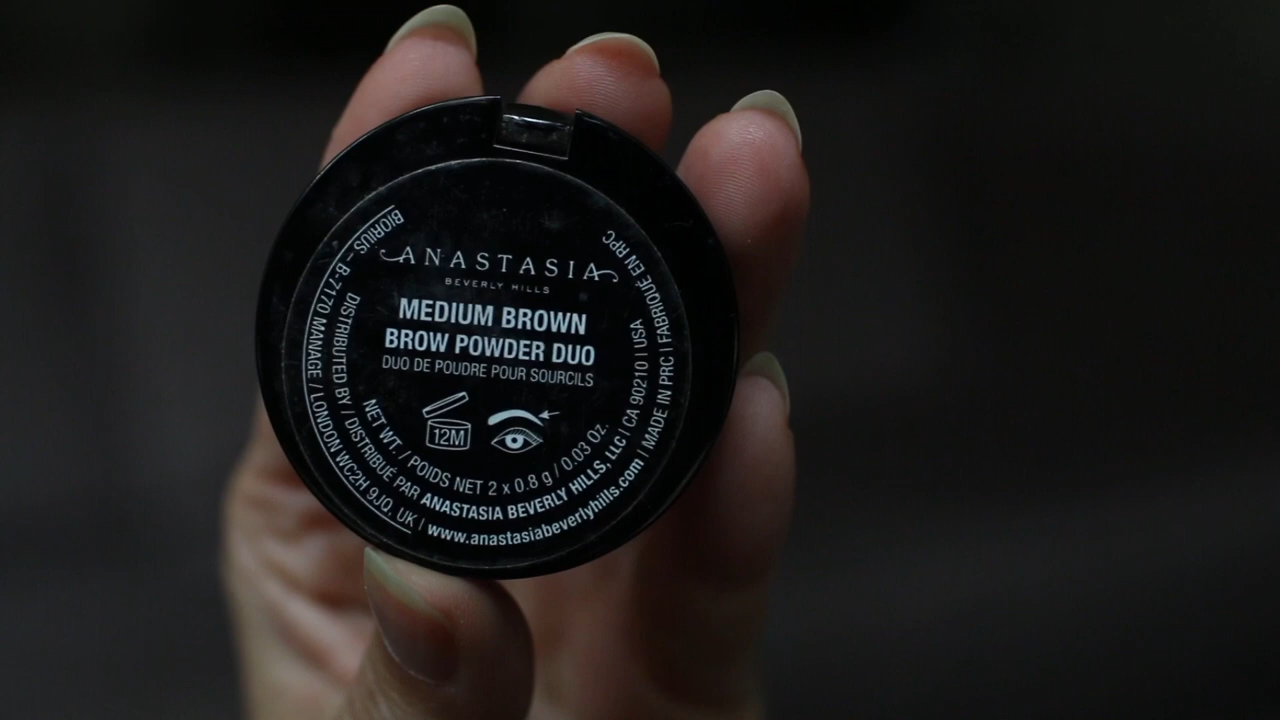 ANASTASIA
BEVERLY HILLS
MEDIUM BROWN
BROW POWDER DUO
DUO DE POUDRE POUR SOURCILS
12M
NET WT. / POIDS NET 2 x 0.8 g / 0.03 Oz.
DISTRIBUTED BY / DISTRIBUÉ PAR ANASTASIA BEVERLY HILLS, LLC | CA 90210 | USA
BIORIUS – B-7170 MANAGE / LONDON WC2H 9JQ, UK | www.anastasiabeverlyhills.com | MADE IN PRC | FABRIQUÉ EN RPC